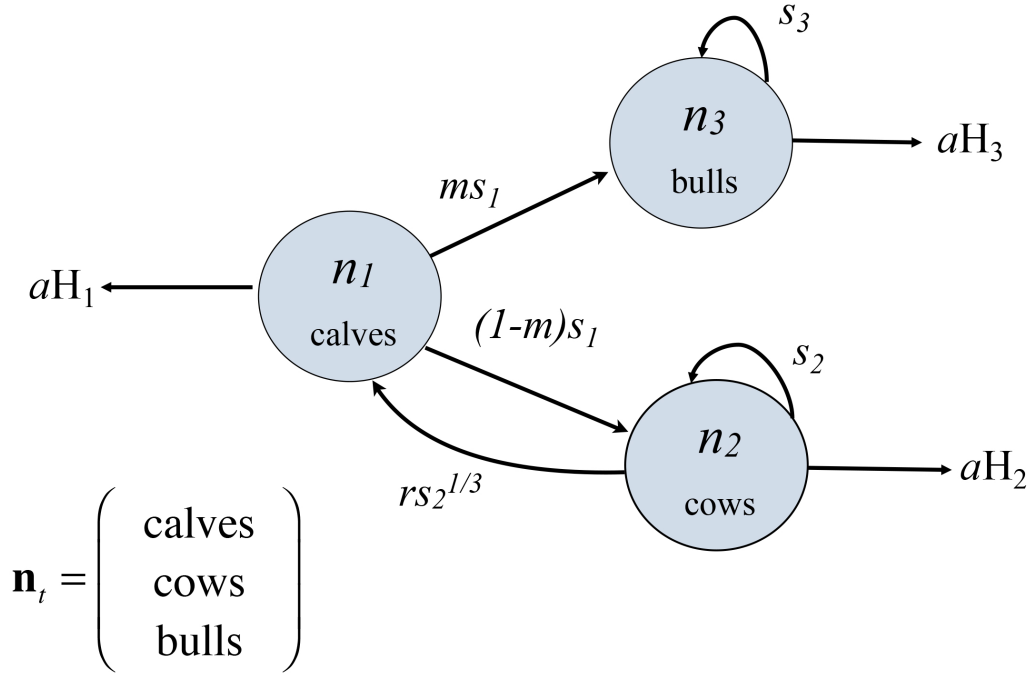 s₃
n₃
bulls
aH₃
ms₁
n₁
calves
aH₁
(1-m)s₁
s₂
n₂
cows
aH₂
rs₂^1/3
calves
nₜ = cows
bulls